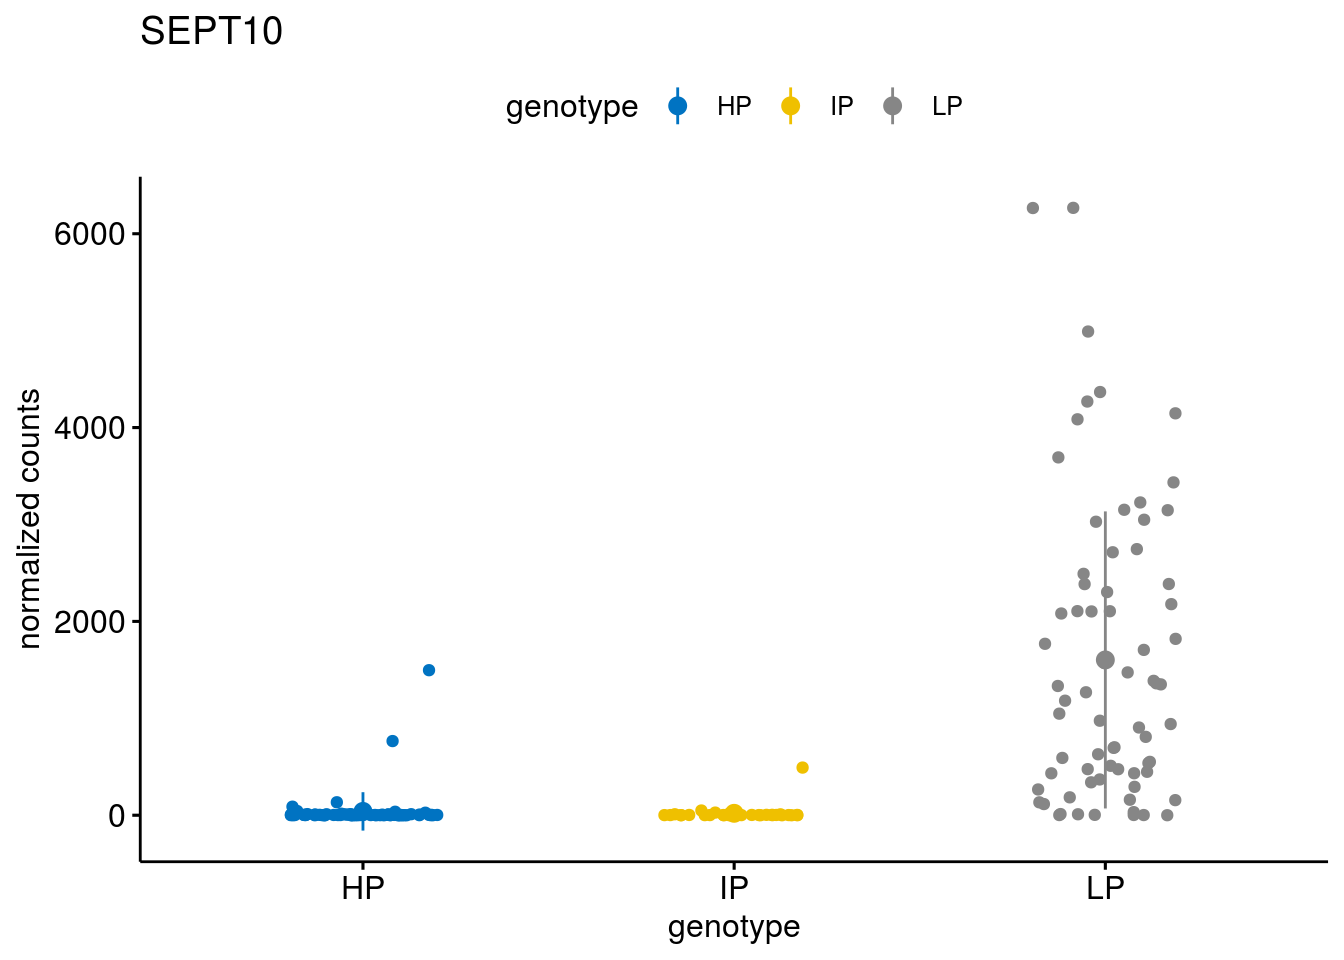 SEPT10
genotype HP IP LP
6000
4000
2000
0
normalized counts
HP IP LP
genotype